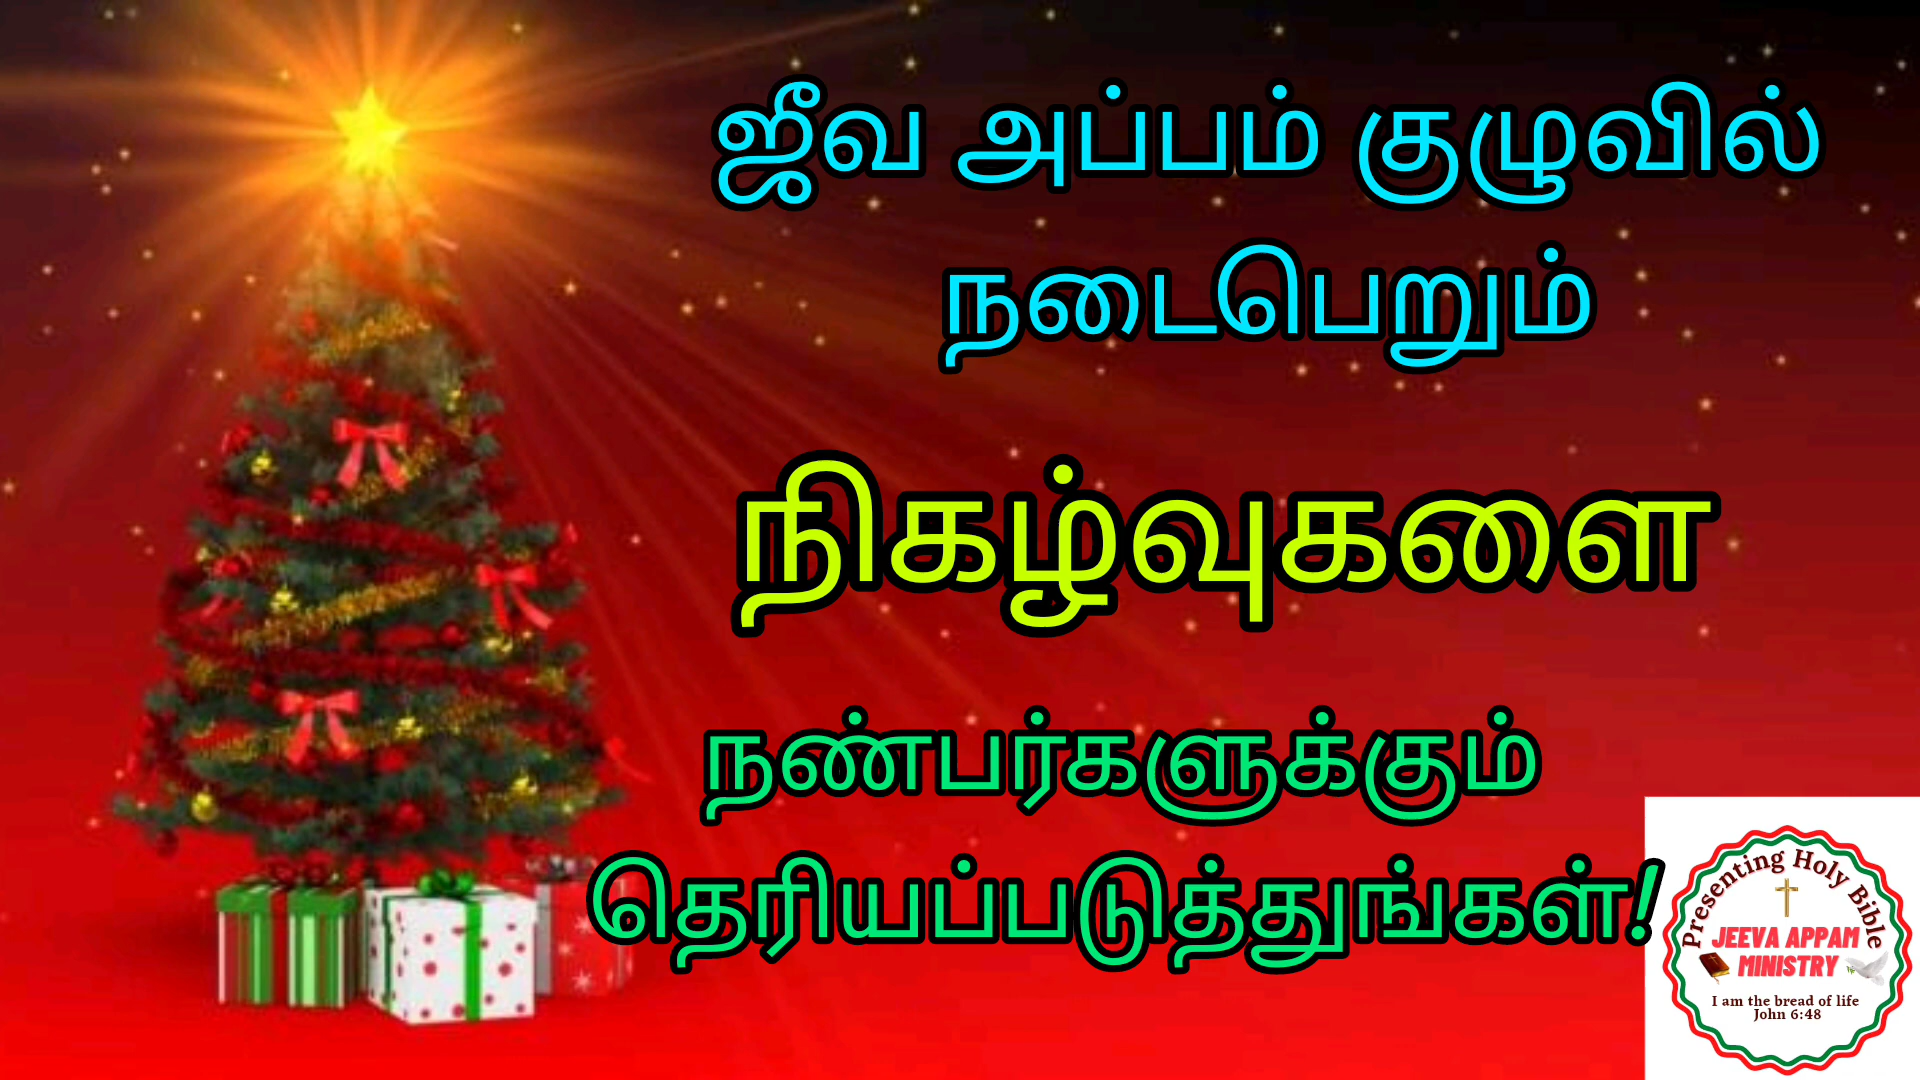 ஜீவ அப்பம் குழுவில்
நடைபெறும்
நிகழ்வுகளை
நண்பர்களுக்கும்
தெரியப்படுத்துங்கள்!
Presenting Holy Bible
JEEVA APPAM
MINISTRY
I am the bread of life
John 6:48